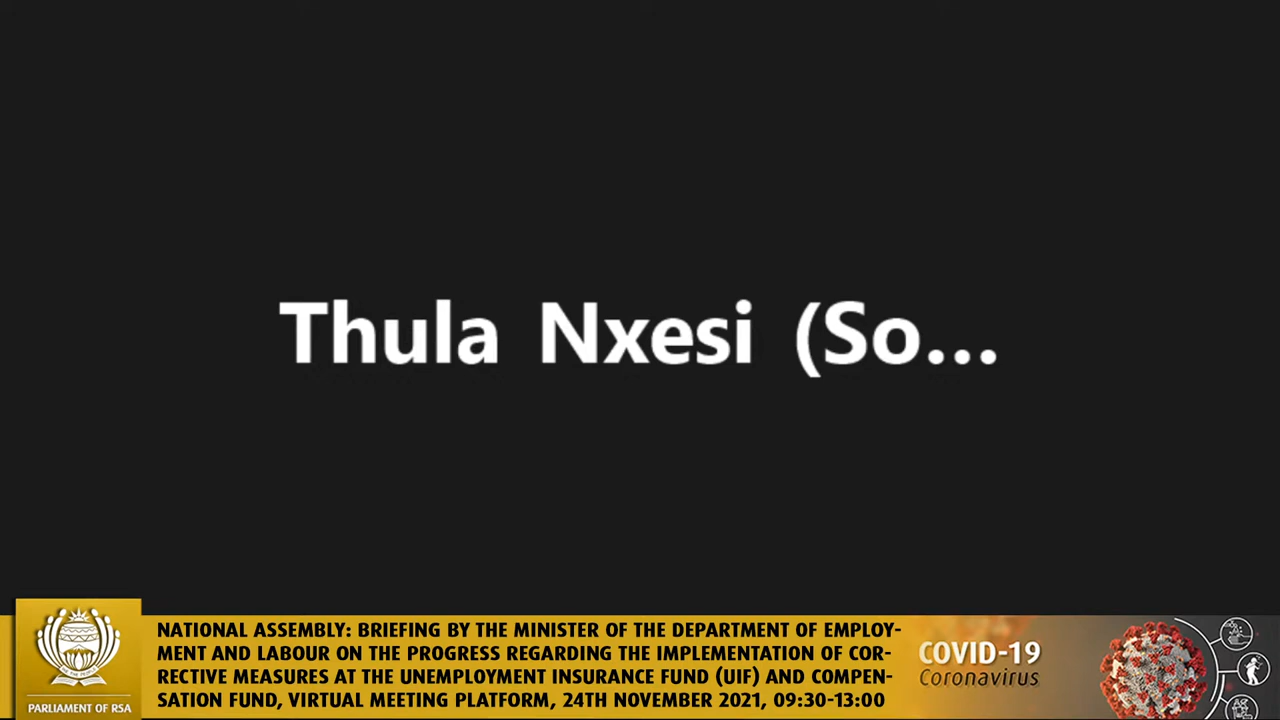 Thula Nxesi (So...
NATIONAL ASSEMBLY: BRIEFING BY THE MINISTER OF THE DEPARTMENT OF EMPLOY-
MENT AND LABOUR ON THE PROGRESS REGARDING THE IMPLEMENTATION OF COR-
RECTIVE MEASURES AT THE UNEMPLOYMENT INSURANCE FUND (UIF) AND COMPEN-
SATION FUND, VIRTUAL MEETING PLATFORM, 24TH NOVEMBER 2021, 09:30-13:00
PARLIAMENT OF RSA
COVID-19
Coronavirus